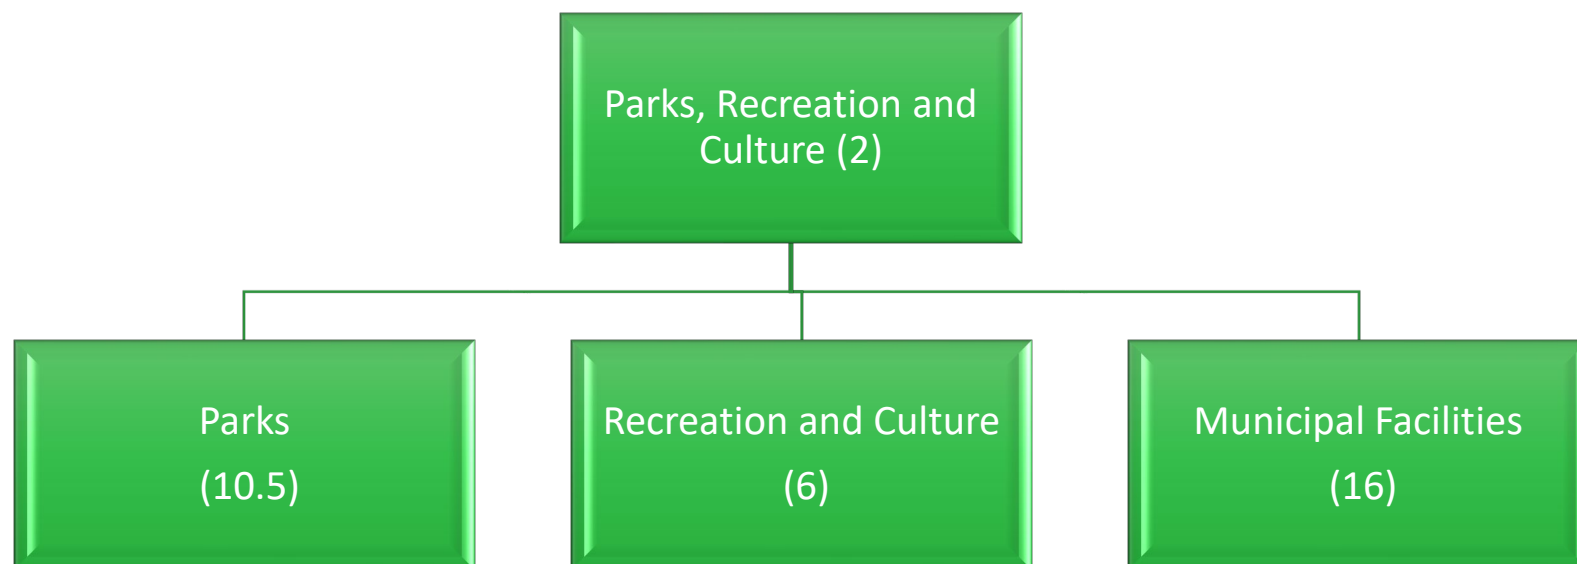 Parks, Recreation and
Culture (2)
Parks
(10.5)
Recreation and Culture
(6)
Municipal Facilities
(16)